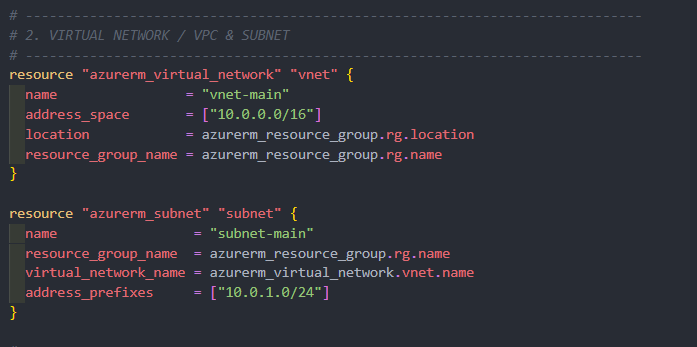 # ---------------------------------------------------------------------------
# 2. VIRTUAL NETWORK / VPC & SUBNET
# ---------------------------------------------------------------------------
resource "azurerm_virtual_network" "vnet" {
  name                = "vnet-main"
  address_space       = ["10.0.0.0/16"]
  location            = azurerm_resource_group.rg.location
  resource_group_name = azurerm_resource_group.rg.name
}

resource "azurerm_subnet" "subnet" {
  name                 = "subnet-main"
  resource_group_name  = azurerm_resource_group.rg.name
  virtual_network_name = azurerm_virtual_network.vnet.name
  address_prefixes     = ["10.0.1.0/24"]
}